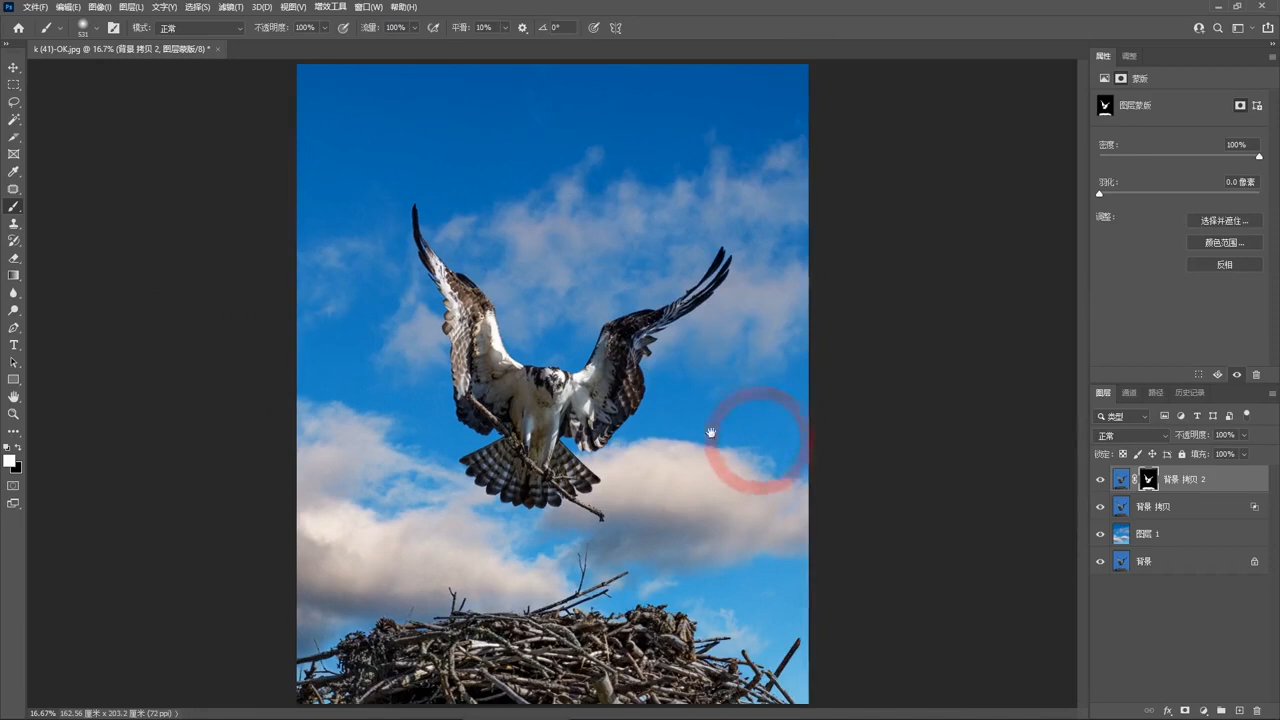 Ps 文件(F) 编辑(E) 图像(I) 图层(L) 文字(Y) 选择(S) 滤镜(T) 3D(D) 视图(V) 增效工具 窗口(W) 帮助(H)
531 模式: 正常 不透明度: 100% 流量: 100% 平滑: 10% 0°
k (41)-OK.jpg @ 16.7% (背景 拷贝 2, 图层蒙版/8) * ×
属性 调整
蒙版
图层蒙版
密度: 100%
羽化: 0.0 像素
调整: 选择并遮住...
颜色范围...
反相
图层 通道 路径 历史记录
类型
正常 不透明度: 100%
锁定: 填充: 100%
背景 拷贝 2
背景 拷贝
图层 1
背景
16.67% 162.56 厘米 x 203.2 厘米 (72 ppi)
fx